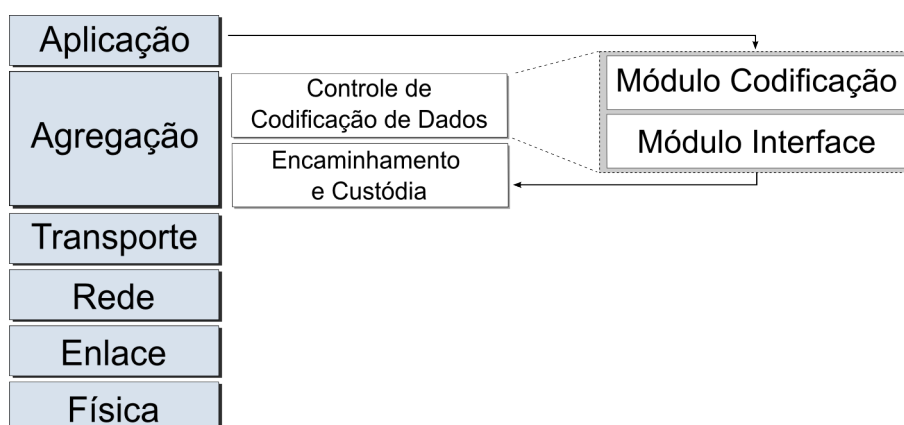 Aplicação
Agregação
Controle de
Codificação de Dados
Encaminhamento
e Custódia
Módulo Codificação
Módulo Interface
Transporte
Rede
Enlace
Física